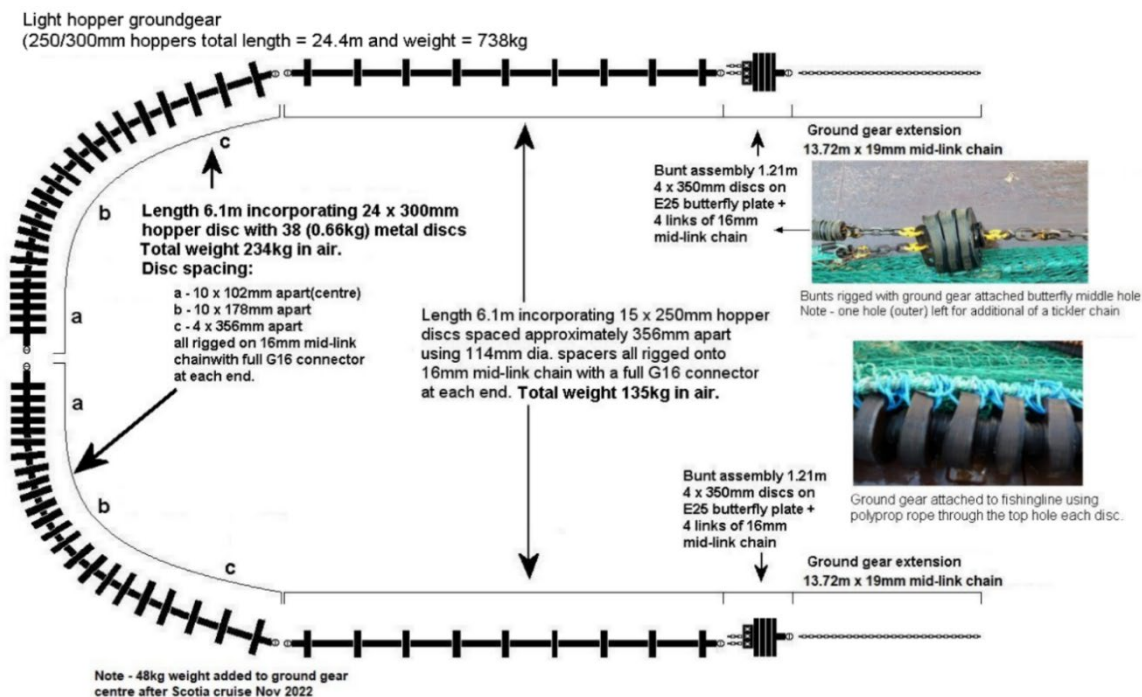 Light hopper groundgear
(250/300mm hoppers total length = 24.4m and weight = 738kg
c
b
a
Length 6.1m incorporating 24 x 300mm
hopper disc with 38 (0.66kg) metal discs
Total weight 234kg in air.
Disc spacing:
a - 10 x 102mm apart(centre)
b - 10 x 178mm apart
c - 4 x 356mm apart
all rigged on 16mm mid-link
chainwith full G16 connector
at each end.
a
b
c
Length 6.1m incorporating 15 x 250mm hopper
discs spaced approximately 356mm apart
using 114mm dia. spacers all rigged onto
16mm mid-link chain with a full G16 connector
at each end. Total weight 135kg in air.
Bunt assembly 1.21m
4 x 350mm discs on
E25 butterfly plate +
4 links of 16mm
mid-link chain
Ground gear extension
13.72m x 19mm mid-link chain
Bunts rigged with ground gear attached butterfly middle hole
Note - one hole (outer) left for additional of a tickler chain
Ground gear attached to fishingline using
polyprop rope through the top hole each disc.
Bunt assembly 1.21m
4 x 350mm discs on
E25 butterfly plate +
4 links of 16mm
mid-link chain
Ground gear extension
13.72m x 19mm mid-link chain
Note - 48kg weight added to ground gear
centre after Scotia cruise Nov 2022